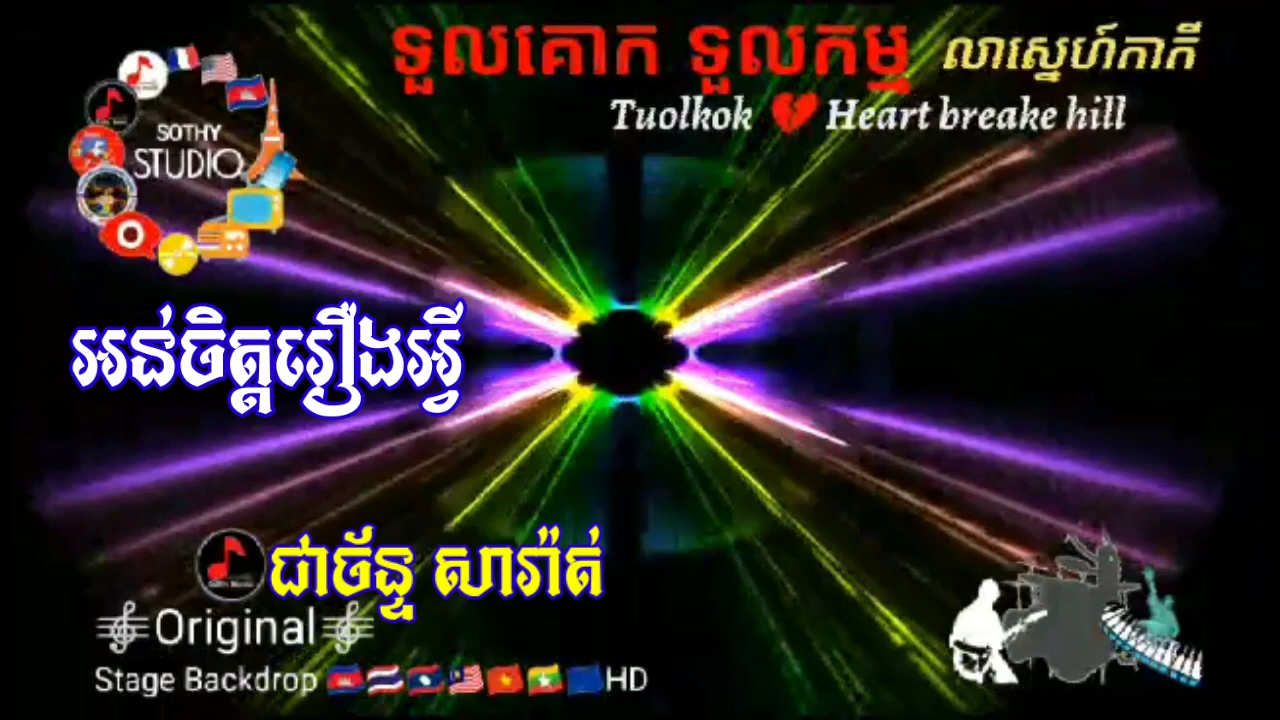 ទួលគោក ទួលកម្ម លាស្នេហ៍កាកី
Tuolkok 💔 Heart breake hill
SOTHY
STUDIO
អន់ចិត្តរឿងអ្វី
ជាច័ន្ទ សាវ៉ាត់
Original
Stage Backdrop 🇰🇭🇹🇭🇱🇦🇲🇾🇻🇳🇲🇲🇪🇺HD